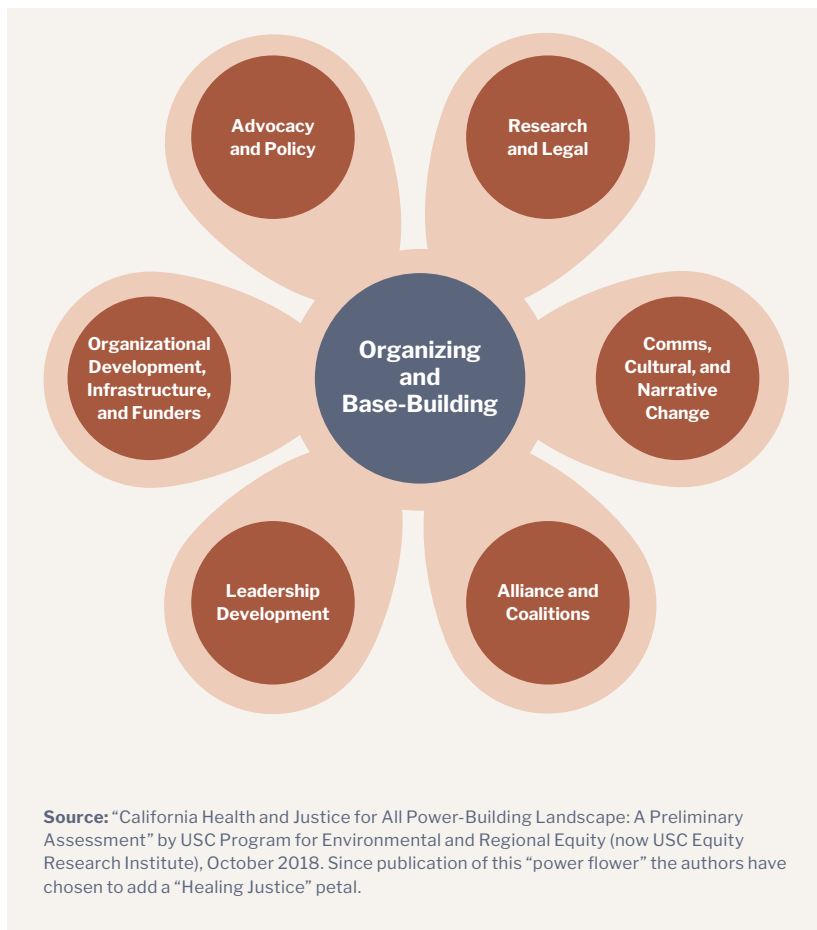 Advocacy
and Policy
Research
and Legal
Organizational
Development,
Infrastructure,
and Funders
Organizing
and
Base-Building
Comms,
Cultural, and
Narrative
Change
Leadership
Development
Alliance and
Coalitions
Source: “California Health and Justice for All Power-Building Landscape: A Preliminary
Assessment” by USC Program for Environmental and Regional Equity (now USC Equity
Research Institute), October 2018. Since publication of this “power flower” the authors have
chosen to add a “Healing Justice” petal.